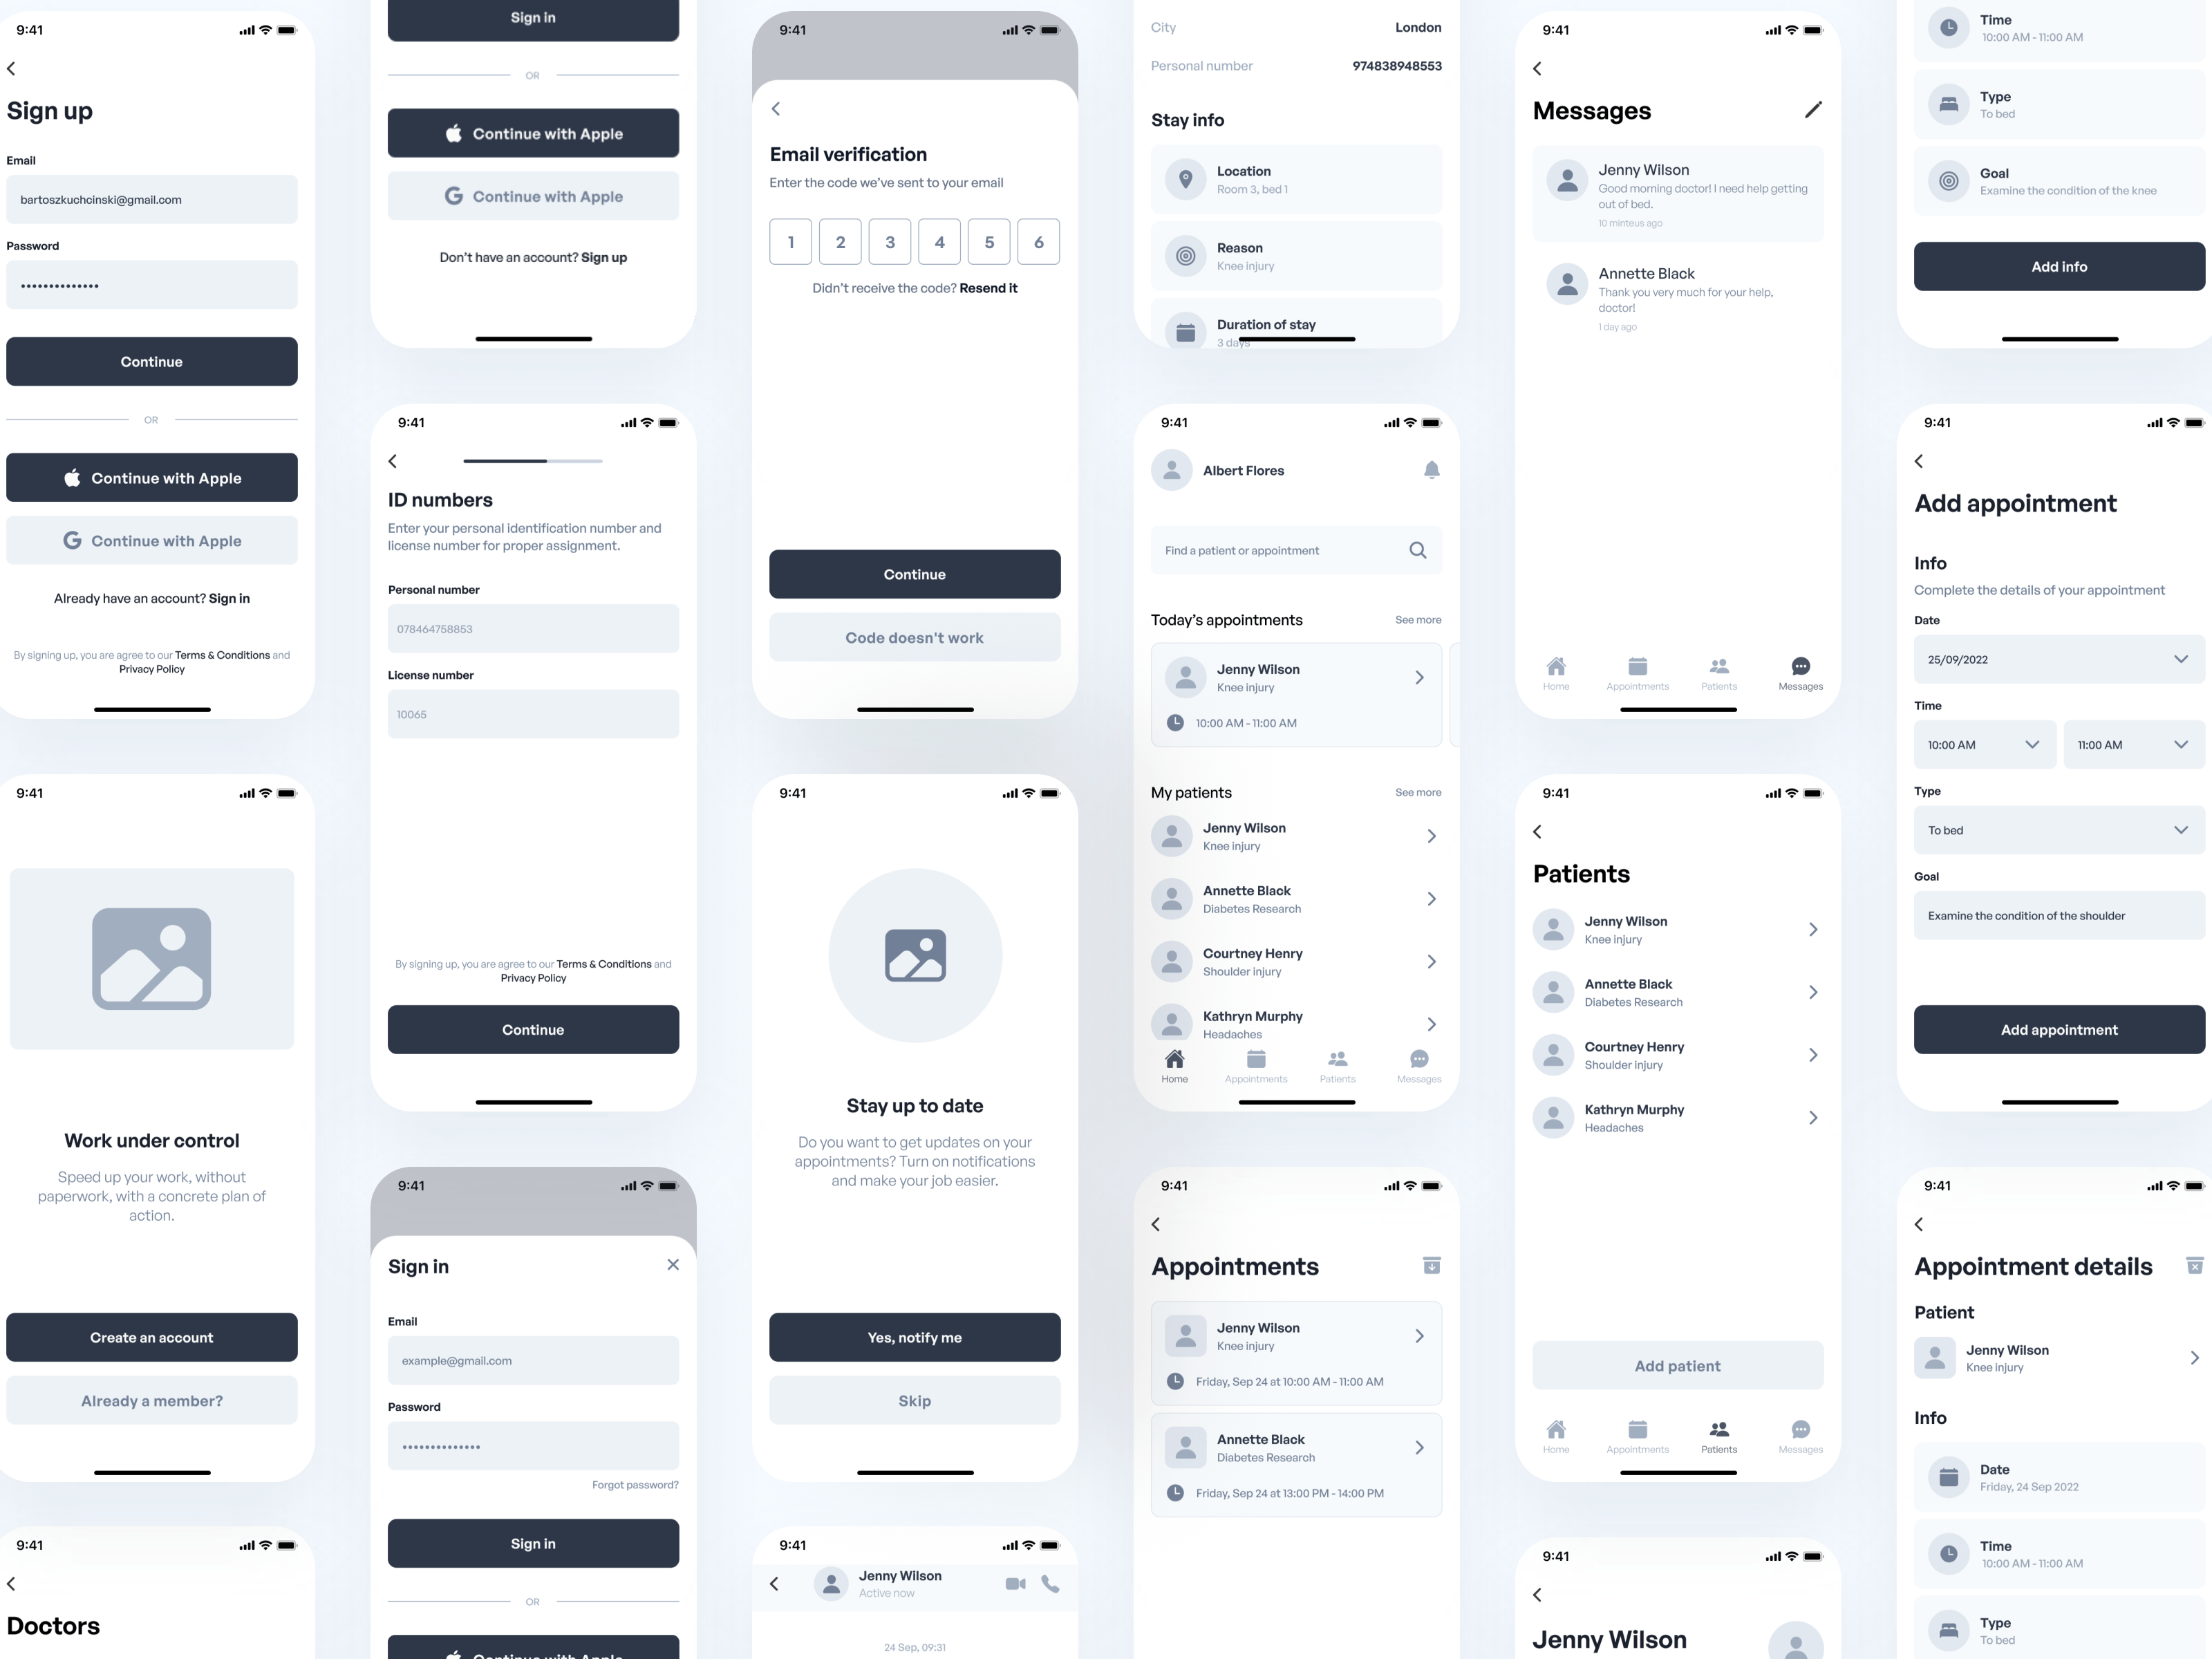 9:41
Sign up
Email
bartoszkuchcinski@gmail.com
Password
Continue
OR
Continue with Apple
Continue with Apple
Already have an account? Sign in
By signing up, you are agree to our Terms & Conditions and
Privacy Policy
9:41
Work under control
Speed up your work, without
paperwork, with a concrete plan of
action.
Create an account
Already a member?
9:41
Doctors
Sign in
OR
Continue with Apple
Continue with Apple
Don't have an account? Sign up
9:41
ID numbers
Enter your personal identification number and
license number for proper assignment.
Personal number
078464758853
License number
10065
By signing up, you are agree to our Terms & Conditions and
Privacy Policy
Continue
9:41
Sign in
Email
example@gmail.com
Password
Forgot password?
Sign in
OR
Continue with Apple
9:41
Email verification
Enter the code we've sent to your email
1 2 3 4 5 6
Didn't receive the code? Resend it
Continue
Code doesn't work
9:41
Stay up to date
Do you want to get updates on your
appointments? Turn on notifications
and make your job easier.
Yes, notify me
Skip
9:41
Jenny Wilson
Active now
24 Sep, 09:31
City London
Personal number 974838948553
Stay info
Location
Room 3, bed 1
Reason
Knee injury
Duration of stay
3 days
9:41
Albert Flores
Find a patient or appointment
Today's appointments See more
Jenny Wilson
Knee injury
10:00 AM - 11:00 AM
My patients See more
Jenny Wilson
Knee injury
Annette Black
Diabetes Research
Courtney Henry
Shoulder injury
Kathryn Murphy
Headaches
Home Appointments Patients Messages
9:41
Appointments
Jenny Wilson
Knee injury
Friday, Sep 24 at 10:00 AM - 11:00 AM
Annette Black
Diabetes Research
Friday, Sep 24 at 13:00 PM - 14:00 PM
9:41
Messages
Jenny Wilson
Good morning doctor! I need help getting
out of bed.
10 minteus ago
Annette Black
Thank you very much for your help,
doctor!
1 day ago
Home Appointments Patients Messages
9:41
Patients
Jenny Wilson
Knee injury
Annette Black
Diabetes Research
Courtney Henry
Shoulder injury
Kathryn Murphy
Headaches
Add patient
Home Appointments Patients Messages
9:41
Jenny Wilson
Time
10:00 AM - 11:00 AM
Type
To bed
Goal
Examine the condition of the knee
Add info
9:41
Add appointment
Info
Complete the details of your appointment
Date
25/09/2022
Time
10:00 AM 11:00 AM
Type
To bed
Goal
Examine the condition of the shoulder
Add appointment
9:41
Appointment details
Patient
Jenny Wilson
Knee injury
Info
Date
Friday, 24 Sep 2022
Time
10:00 AM - 11:00 AM
Type
To bed